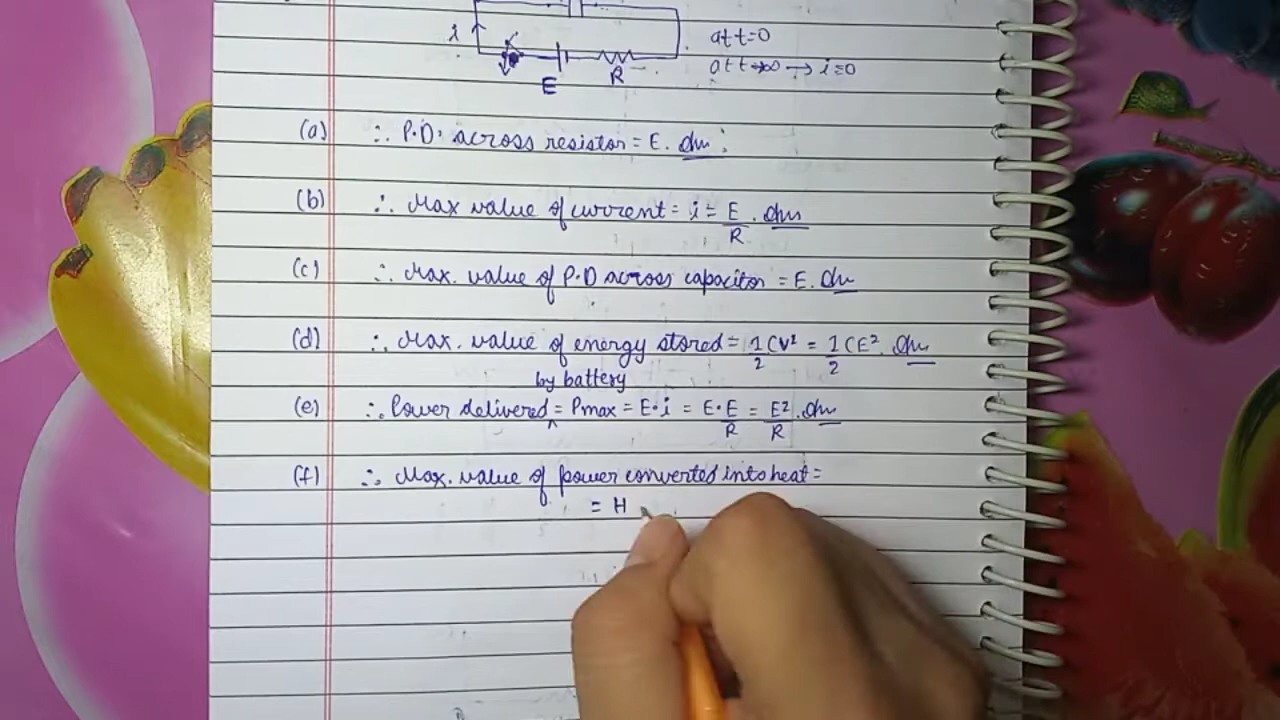 i
at t=0
at t→∞ → i=0
E
R
(a) ∴ P.D. across resistor = E. Ans
(b) ∴ Max value of current = i = E/R . Ans
(c) ∴ Max. value of P.D across capacitor = E. Ans
(d) ∴ Max. value of energy stored = 1/2 CV² = 1/2 CE². Ans
by battery
(e) ∴ Power delivered = Pmax = E·i = E·E/R = E²/R . Ans
(f) ∴ Max. value of power converted into heat =
= H